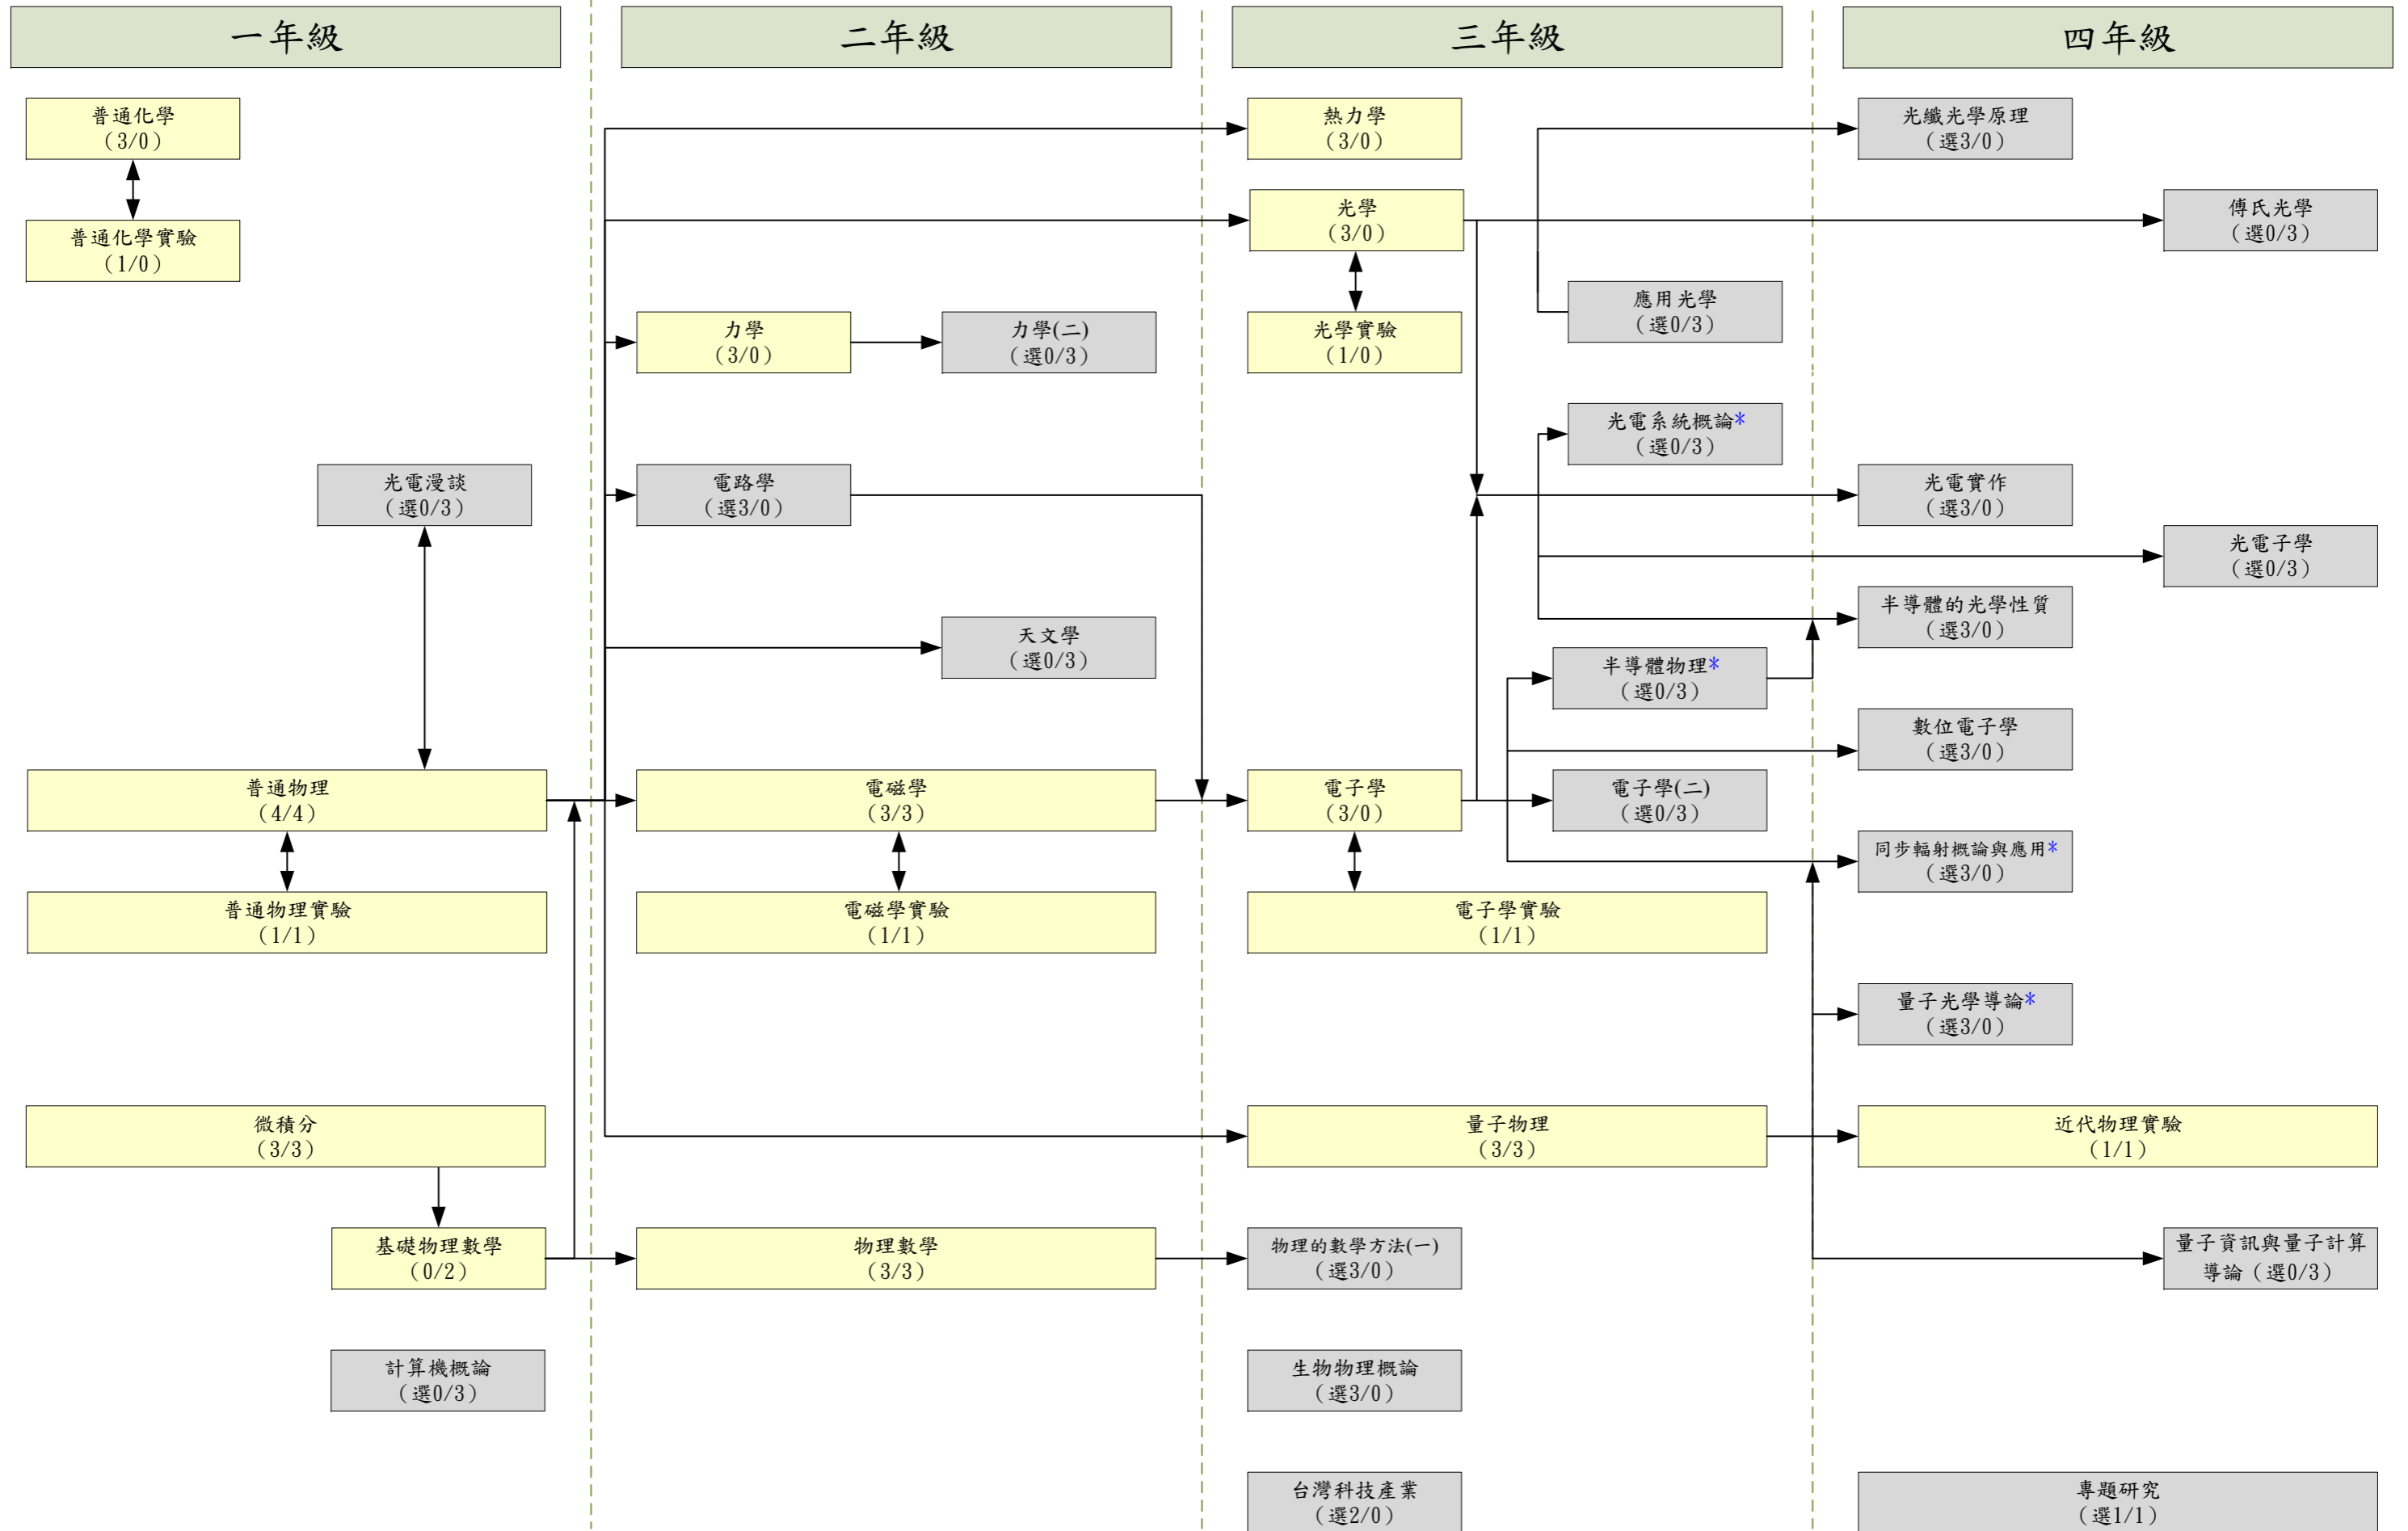 一年級
二年級
三年級
四年級
普通化學
（3/0）
熱力學
（3/0）
光纖光學原理
（選3/0）
普通化學實驗
（1/0）
光學
（3/0）
傅氏光學
（選0/3）
力學
（3/0）
力學(二)
（選0/3）
光學實驗
（1/0）
應用光學
（選0/3）
光電系統概論*
（選0/3）
光電漫談
（選0/3）
電路學
（選3/0）
光電實作
（選3/0）
光電子學
（選0/3）
半導體的光學性質
（選3/0）
天文學
（選0/3）
半導體物理*
（選0/3）
數位電子學
（選3/0）
普通物理
（4/4）
電磁學
（3/3）
電子學
（3/0）
電子學(二)
（選0/3）
同步輻射概論與應用*
（選3/0）
普通物理實驗
（1/1）
電磁學實驗
（1/1）
電子學實驗
（1/1）
量子光學導論*
（選3/0）
微積分
（3/3）
量子物理
（3/3）
近代物理實驗
（1/1）
基礎物理數學
（0/2）
物理數學
（3/3）
物理的數學方法(一)
（選3/0）
量子資訊與量子計算
導論（選0/3）
計算機概論
（選0/3）
生物物理概論
（選3/0）
台灣科技產業
（選2/0）
專題研究
（選1/1）